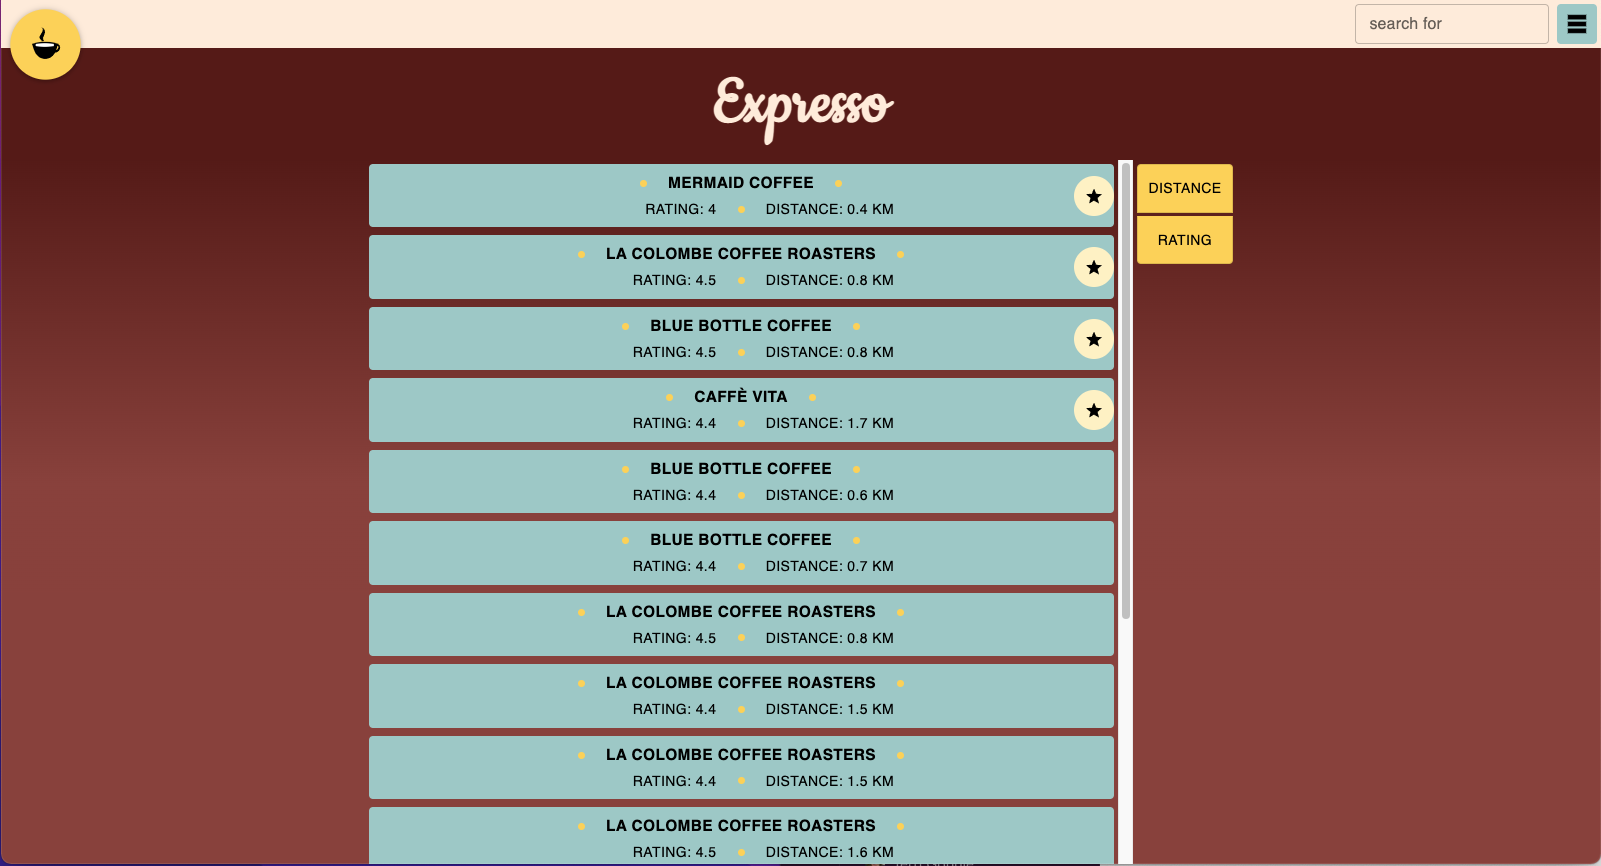 search for
Expresso
MERMAID COFFEE
RATING: 4 DISTANCE: 0.4 KM
DISTANCE
RATING
LA COLOMBE COFFEE ROASTERS
RATING: 4.5 DISTANCE: 0.8 KM
BLUE BOTTLE COFFEE
RATING: 4.5 DISTANCE: 0.8 KM
CAFFÈ VITA
RATING: 4.4 DISTANCE: 1.7 KM
BLUE BOTTLE COFFEE
RATING: 4.4 DISTANCE: 0.6 KM
BLUE BOTTLE COFFEE
RATING: 4.4 DISTANCE: 0.7 KM
LA COLOMBE COFFEE ROASTERS
RATING: 4.5 DISTANCE: 0.8 KM
LA COLOMBE COFFEE ROASTERS
RATING: 4.4 DISTANCE: 1.5 KM
LA COLOMBE COFFEE ROASTERS
RATING: 4.4 DISTANCE: 1.5 KM
LA COLOMBE COFFEE ROASTERS
RATING: 4.5 DISTANCE: 1.6 KM